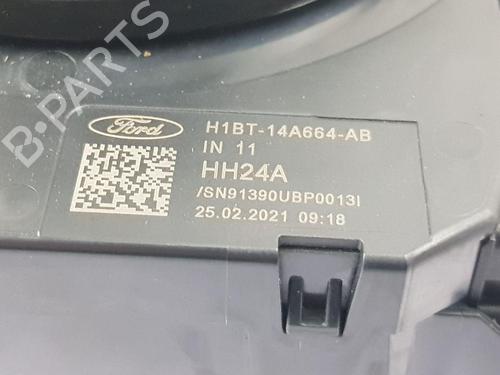 Ford
H1BT-14A664-AB
IN 11
HH24A
/SN91390UBP0013I
25.02.2021 09:18
B-PARTS